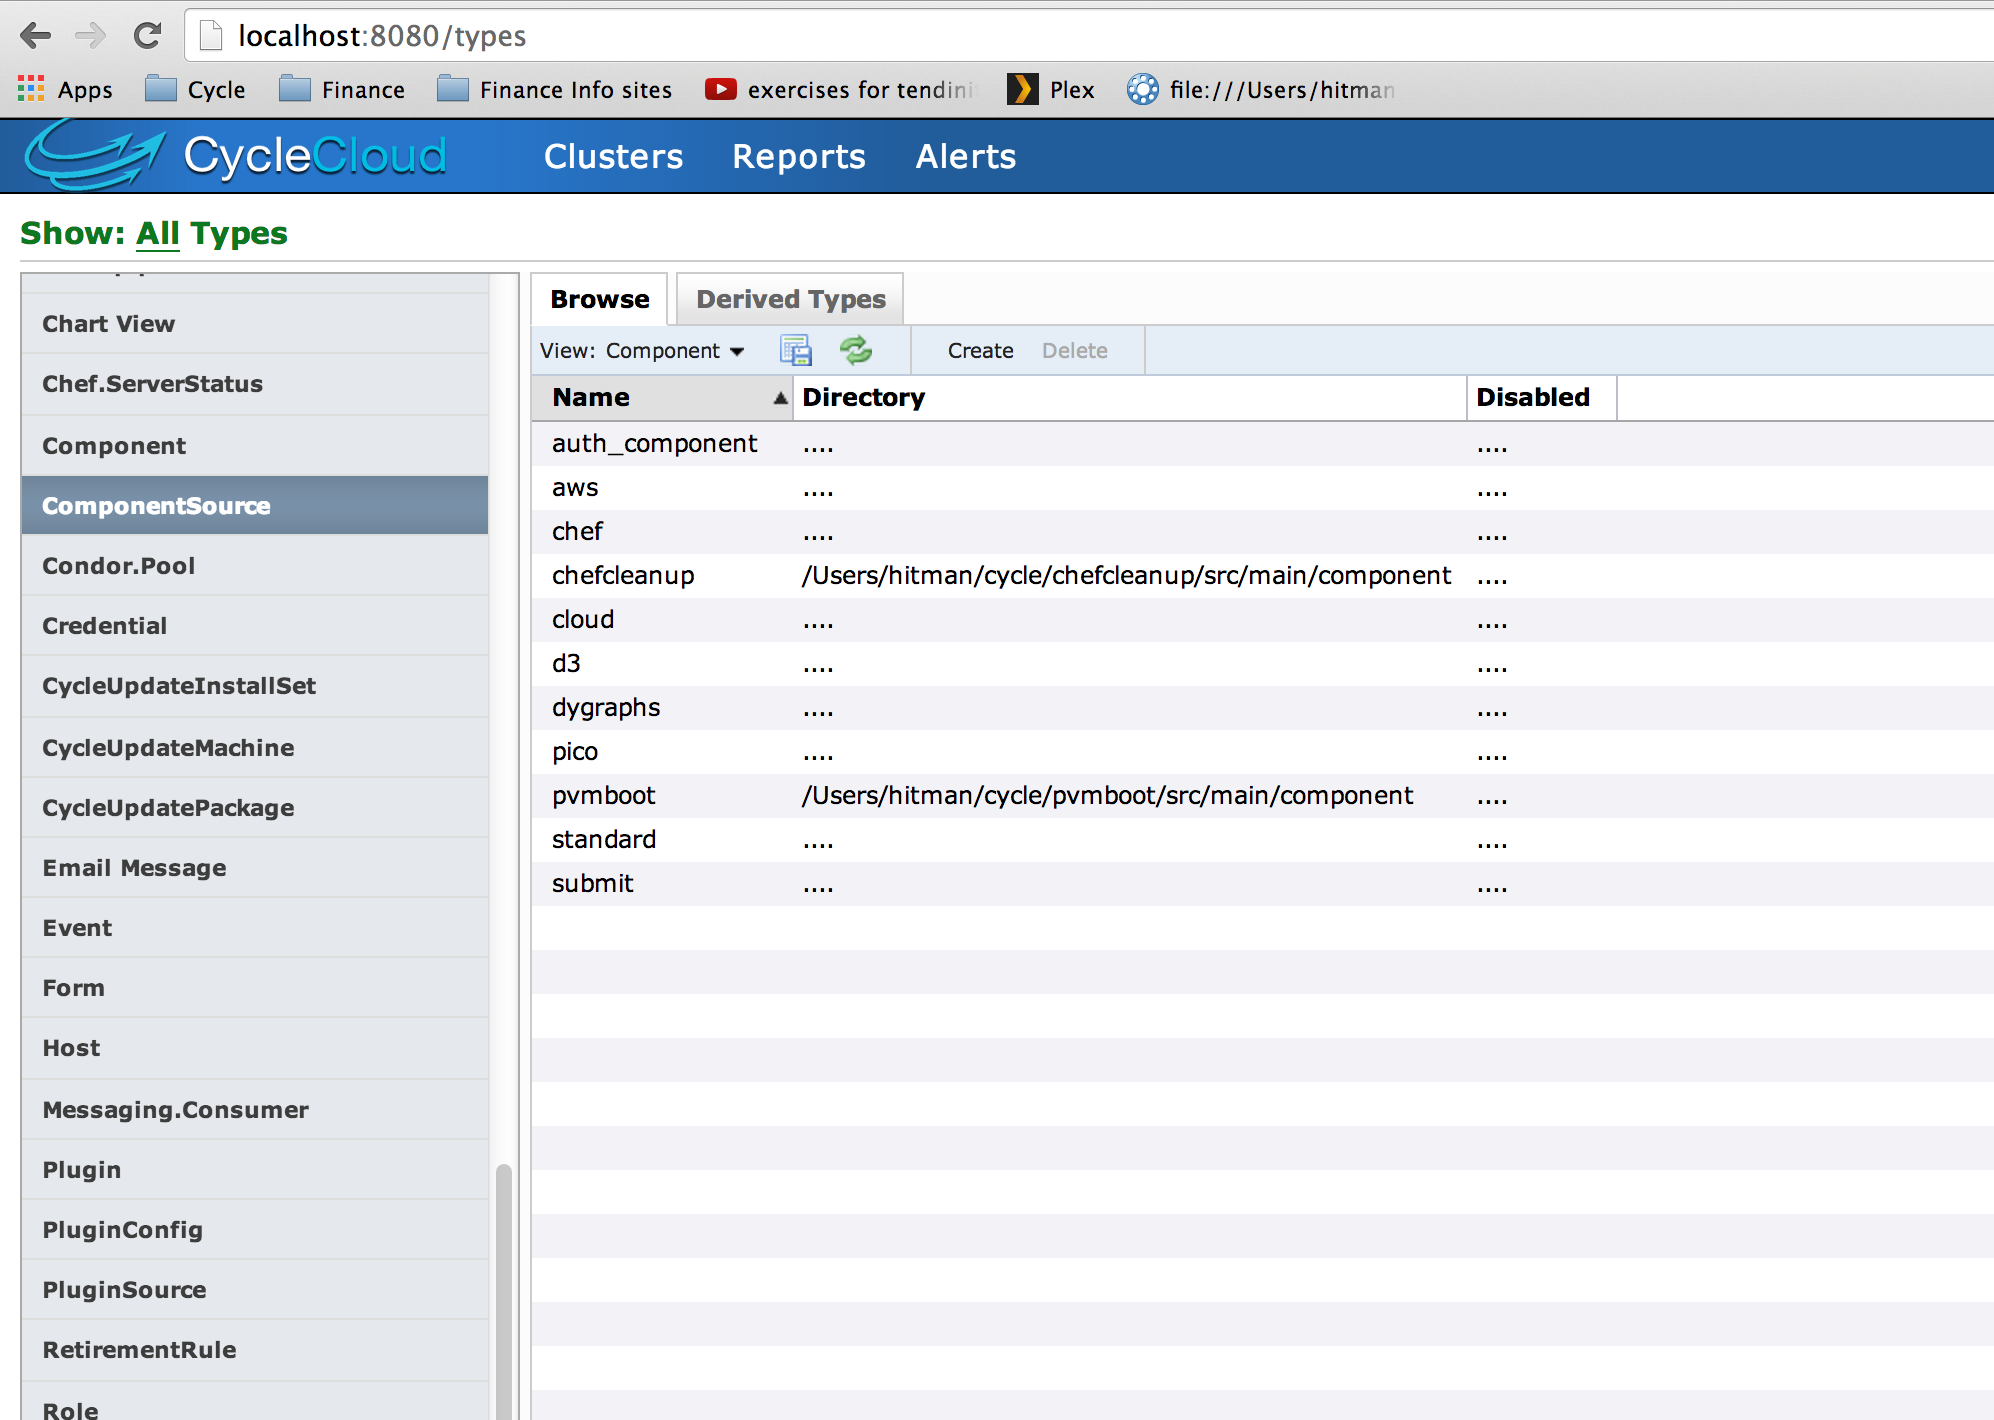 localhost:8080/types
Apps Cycle Finance Finance Info sites exercises for tendini Plex file:///Users/hitman
CycleCloud Clusters Reports Alerts
Show: All Types
Chart View
Chef.ServerStatus
Component
ComponentSource
Condor.Pool
Credential
CycleUpdateInstallSet
CycleUpdateMachine
CycleUpdatePackage
Email Message
Event
Form
Host
Messaging.Consumer
Plugin
PluginConfig
PluginSource
RetirementRule
Role
Browse Derived Types
View: Component Create Delete
Name Directory Disabled
auth_component .... ....
aws .... ....
chef .... ....
chefcleanup /Users/hitman/cycle/chefcleanup/src/main/component ....
cloud .... ....
d3 .... ....
dygraphs .... ....
pico .... ....
pvmboot /Users/hitman/cycle/pvmboot/src/main/component ....
standard .... ....
submit .... ....